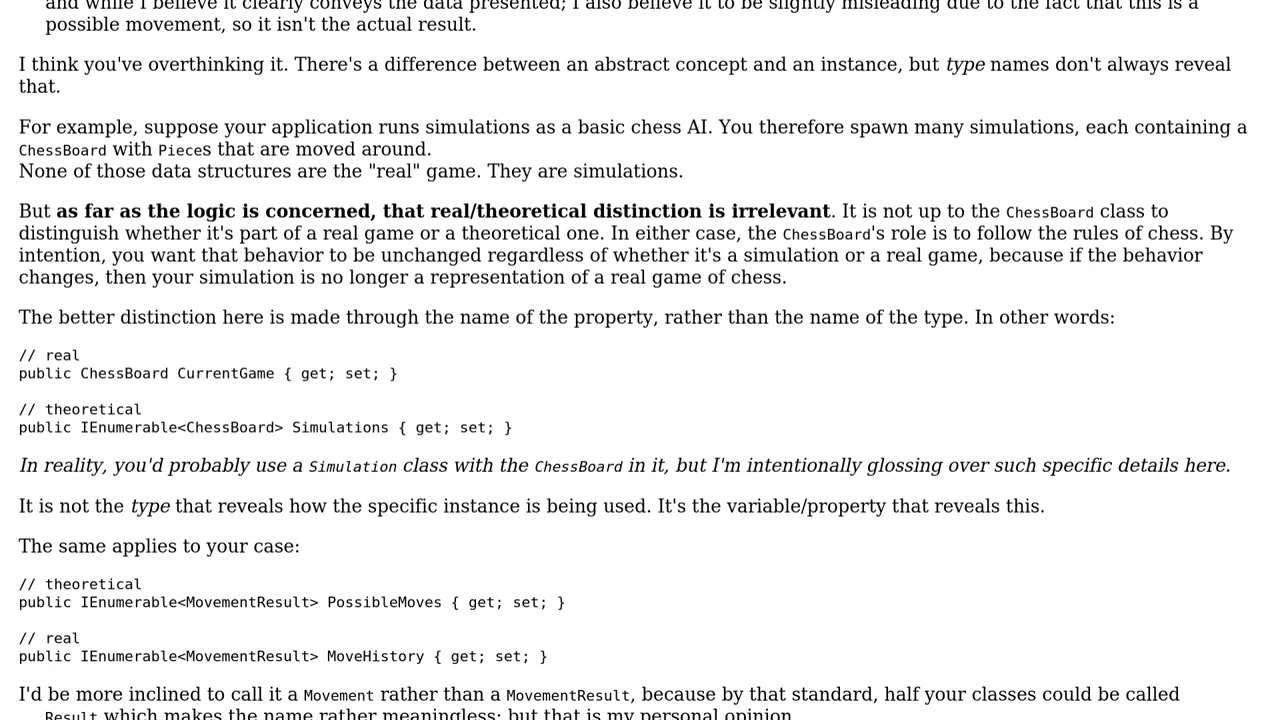 and while I believe it clearly conveys the data presented; I also believe it to be slightly misleading due to the fact that this is a
possible movement, so it isn't the actual result.
I think you've overthinking it. There's a difference between an abstract concept and an instance, but type names don't always reveal
that.
For example, suppose your application runs simulations as a basic chess AI. You therefore spawn many simulations, each containing a
ChessBoard with Pieces that are moved around.
None of those data structures are the "real" game. They are simulations.
But as far as the logic is concerned, that real/theoretical distinction is irrelevant. It is not up to the ChessBoard class to
distinguish whether it's part of a real game or a theoretical one. In either case, the ChessBoard's role is to follow the rules of chess. By
intention, you want that behavior to be unchanged regardless of whether it's a simulation or a real game, because if the behavior
changes, then your simulation is no longer a representation of a real game of chess.
The better distinction here is made through the name of the property, rather than the name of the type. In other words:
// real
public ChessBoard CurrentGame { get; set; }
// theoretical
public IEnumerable<ChessBoard> Simulations { get; set; }
In reality, you'd probably use a Simulation class with the ChessBoard in it, but I'm intentionally glossing over such specific details here.
It is not the type that reveals how the specific instance is being used. It's the variable/property that reveals this.
The same applies to your case:
// theoretical
public IEnumerable<MovementResult> PossibleMoves { get; set; }
// real
public IEnumerable<MovementResult> MoveHistory { get; set; }
I'd be more inclined to call it a Movement rather than a MovementResult, because by that standard, half your classes could be called
Result which makes the name rather meaningless; but that is my personal opinion.